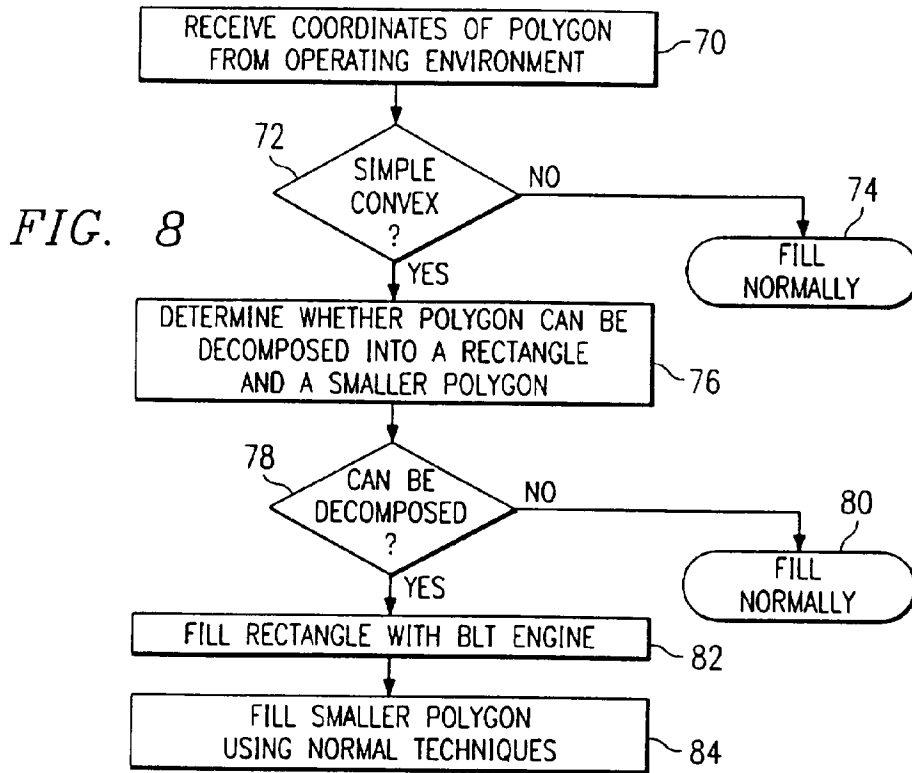 RECEIVE COORDINATES OF POLYGON
FROM OPERATING ENVIRONMENT
70
72
SIMPLE
CONVEX
?
NO
74
FILL
NORMALLY
FIG. 8
YES
DETERMINE WHETHER POLYGON CAN BE
DECOMPOSED INTO A RECTANGLE
AND A SMALLER POLYGON
76
78
CAN BE
DECOMPOSED
?
NO
80
FILL
NORMALLY
YES
FILL RECTANGLE WITH BLT ENGINE
82
FILL SMALLER POLYGON
USING NORMAL TECHNIQUES
84